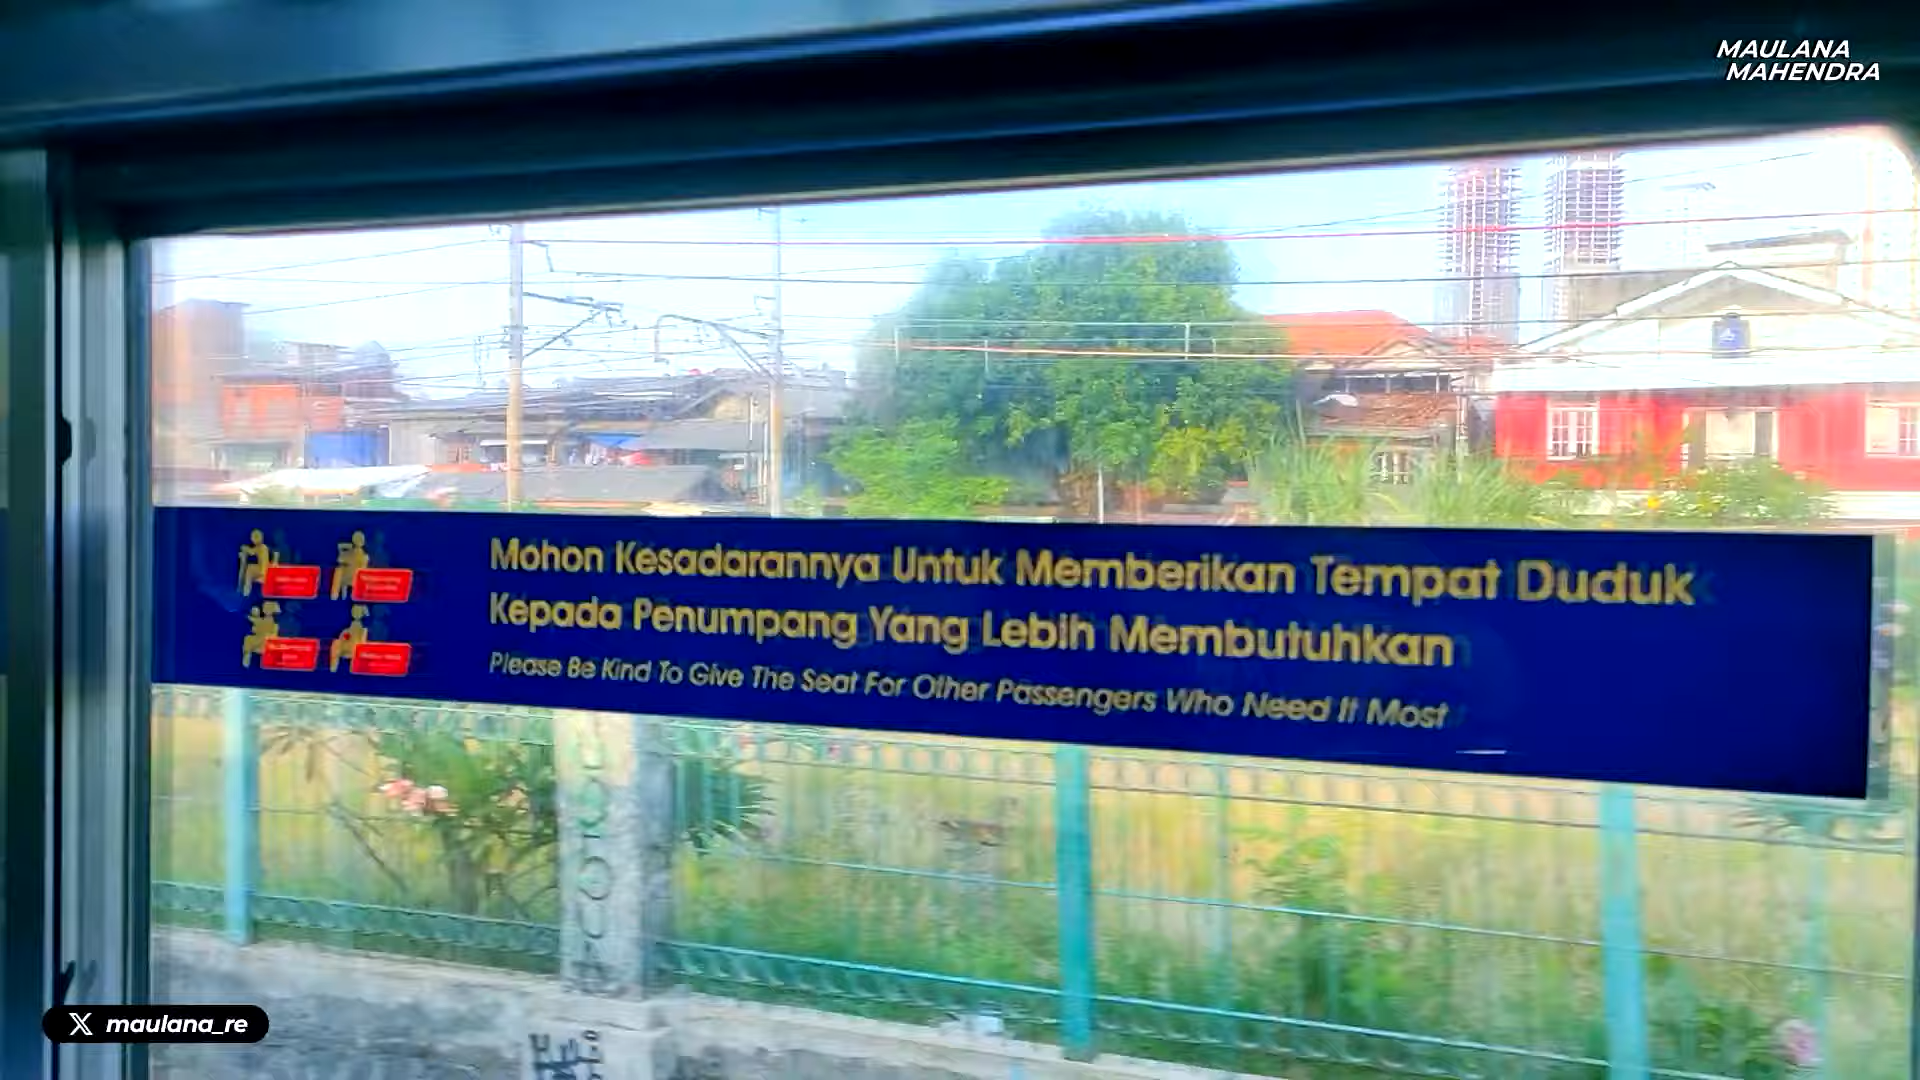 MAULANA
MAHENDRA
Mohon Kesadarannya Untuk Memberikan Tempat Duduk
Kepada Penumpang Yang Lebih Membutuhkan
Please Be Kind To Give The Seat For Other Passengers Who Need It Most
X maulana_re